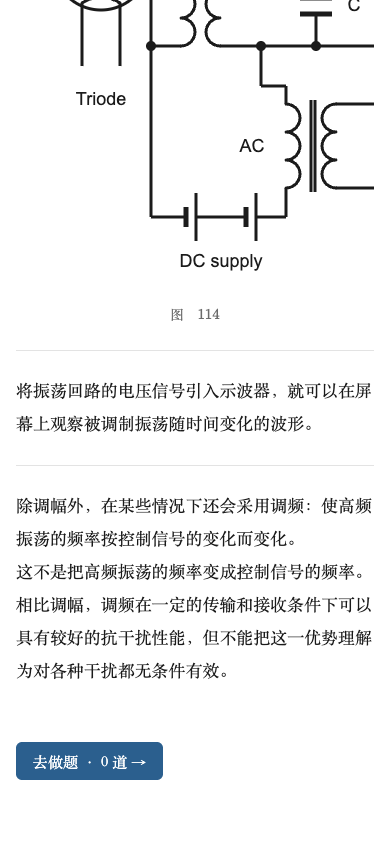 C
Triode
AC
DC supply
图 114
将振荡回路的电压信号引入示波器，就可以在屏
幕上观察被调制振荡随时间变化的波形。
除调幅外，在某些情况下还会采用调频：使高频
振荡的频率按控制信号的变化而变化。
这不是把高频振荡的频率变成控制信号的频率。
相比调幅，调频在一定的传输和接收条件下可以
具有较好的抗干扰性能，但不能把这一优势理解
为对各种干扰都无条件有效。
去做题 · 0 道 →